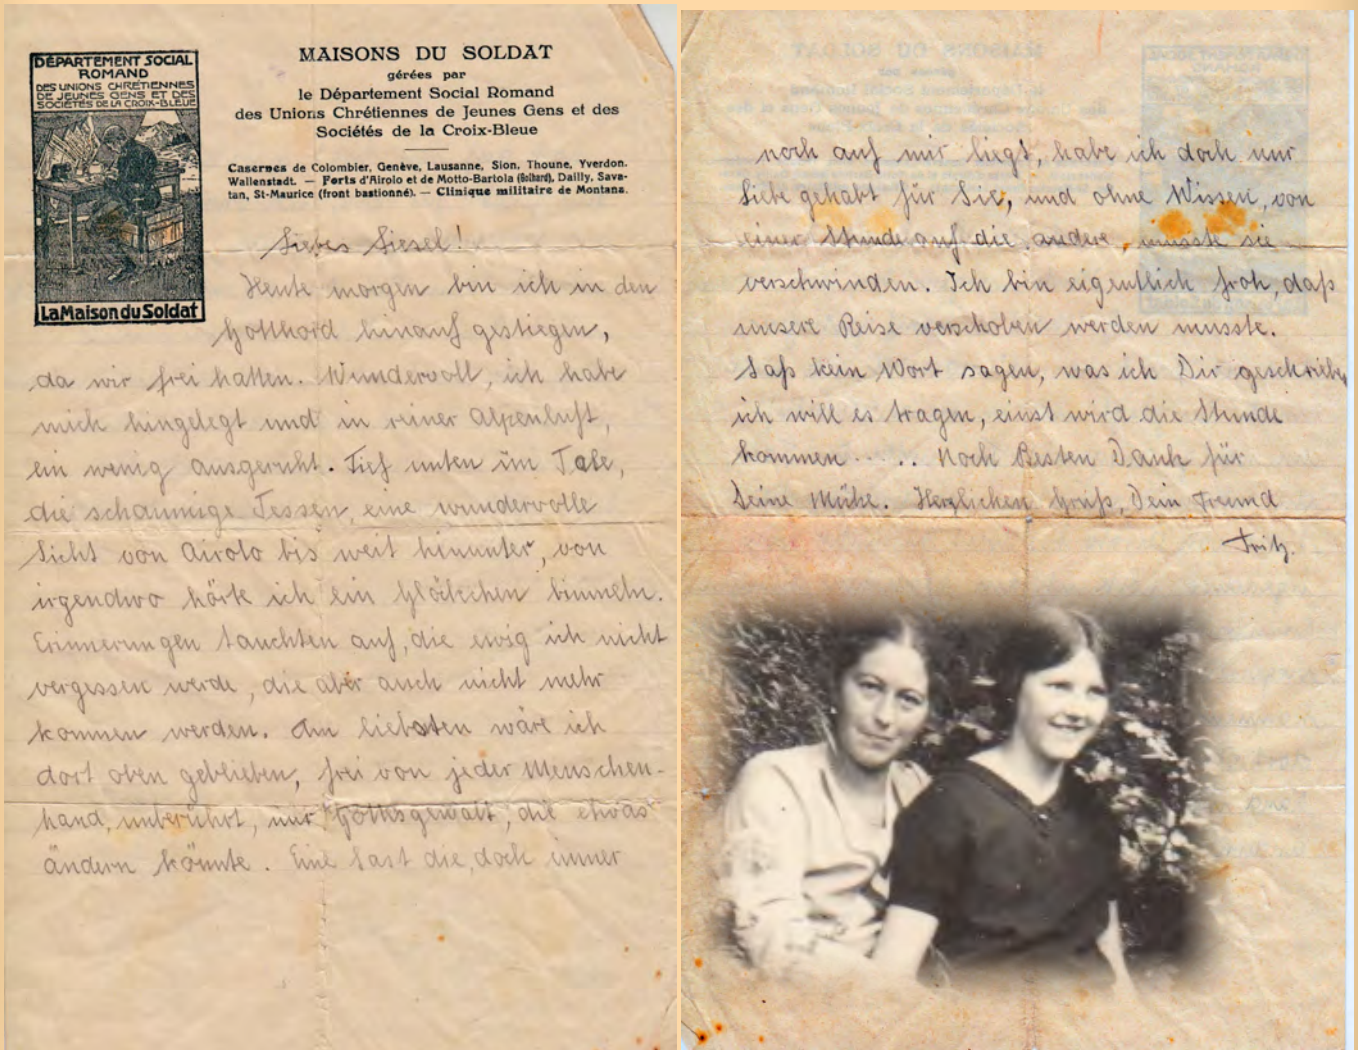 DÉPARTEMENT SOCIAL
ROMAND
DES UNIONS CHRÉTIENNES
DE JEUNES GENS ET DES
SOCIÉTÉS DE LA CROIX-BLEUE
La Maison du Soldat
MAISONS DU SOLDAT
gérées par
le Département Social Romand
des Unions Chrétiennes de Jeunes Gens et des
Sociétés de la Croix-Bleue
Casernes de Colombier, Genève, Lausanne, Sion, Thoune, Yverdon.
Wallenstadt. — Forts d'Airolo et de Motto-Bartola (Gothard), Dailly, Sava-
tan, St-Maurice (front bastionné). — Clinique militaire de Montana.
Liebes Liesel!
Heute morgen bin ich in den
Gotthard hinauf gestiegen,
da wir frei hatten. Wundervoll, ich habe
mich hingelegt und in reiner Alpenluft,
ein wenig ausgeruht. Tief unten im Tale,
die schaumige Tessen, eine wundervolle
Sicht von Airolo bis weit hinunter, von
irgendwo hörte ich ein Glöckchen bimmeln.
Erinnerungen tauchten auf, die ewig ich nicht
vergessen werde, die aber auch nicht mehr
kommen werden. Am liebsten wäre ich
dort oben geblieben, frei von jeder Menschen-
hand, unberührt, nur Gottesgewalt, die etwas
ändern könnte. Eine Last die, doch immer
noch auf mir liegt, habe ich doch nur
Liebe gehabt für Sie, und ohne Wissen, von
einer Stunde auf die andere, musste sie
verschwinden. Ich bin eigentlich froh, daß
unsere Reise verschoben werden musste.
Laß kein Wort sagen, was ich Dir geschrieben,
ich will es tragen, einst wird die Stunde
kommen . . . . Noch Besten Dank für
Deine Mühe. Herzlichen Gruß, Dein Freund
Fritz.